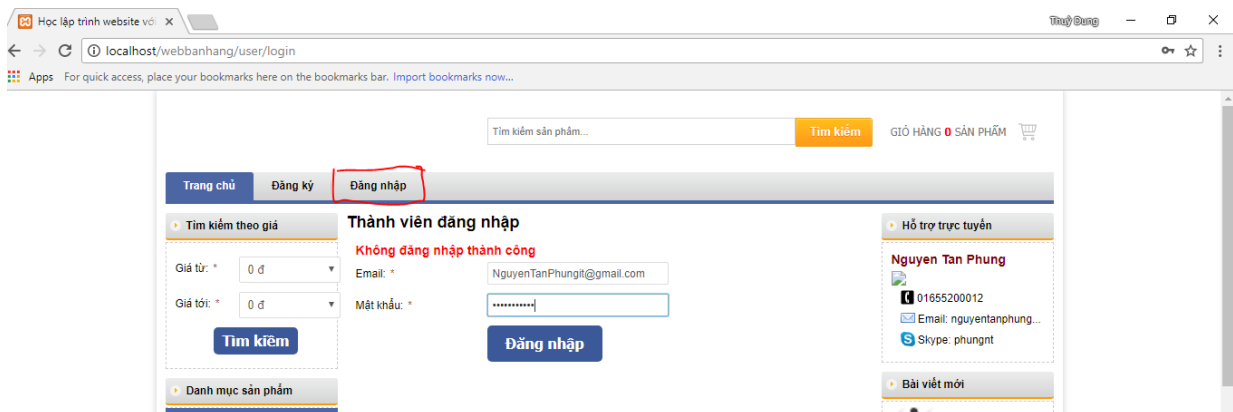 Học lập trình website với
Thuỳ Dung
localhost/webbanhang/user/login
Apps For quick access, place your bookmarks here on the bookmarks bar. Import bookmarks now...
Tìm kiếm sản phẩm...
Tìm kiếm
GIỎ HÀNG 0 SẢN PHẨM
Trang chủ
Đăng ký
Đăng nhập
Tìm kiếm theo giá
Giá từ: *
0 đ
Giá tới: *
0 đ
Tìm kiếm
Danh mục sản phẩm
Thành viên đăng nhập
Không đăng nhập thành công
Email: *
NguyenTanPhungit@gmail.com
Mật khẩu: *
•••••••••••
Đăng nhập
Hỗ trợ trực tuyến
Nguyen Tan Phung
01655200012
Email: nguyentanphung...
Skype: phungnt
Bài viết mới